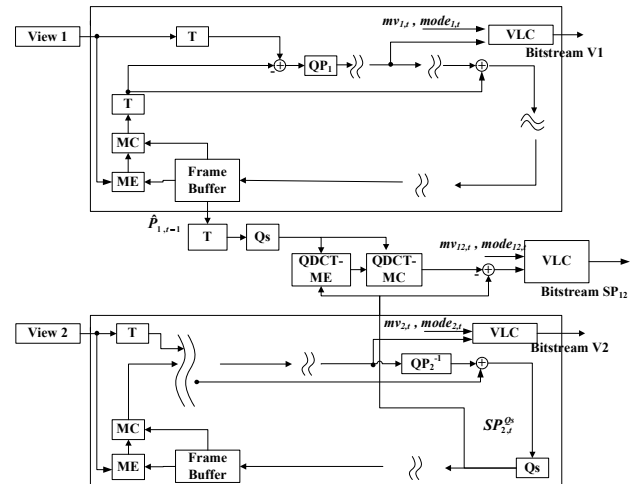 View 1
T
mv1,t , mode1,t
VLC
Bitstream V1
-
QP1
T
MC
ME
Frame Buffer
P̂1,t−1
T
Qs
QDCT-ME
QDCT-MC
mv12,t , mode12,t
-
VLC
Bitstream SP12
View 2
T
mv2,t , mode2,t
VLC
Bitstream V2
QP2-1
MC
SP2,tQs
ME
Frame Buffer
Qs